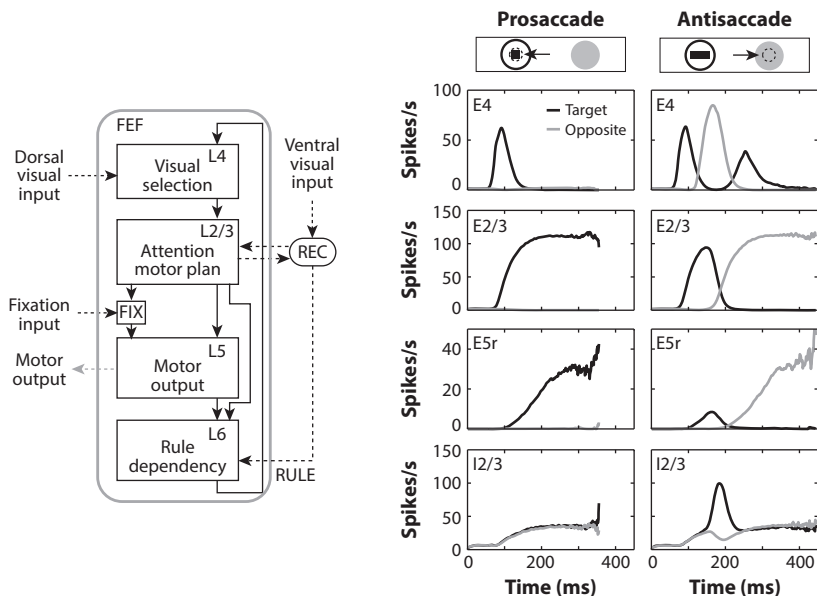 FEF
L4
Visual
selection
Dorsal
visual
input
Ventral
visual
input
L2/3
Attention
motor plan
REC
Fixation
input
FIX
L5
Motor
output
Motor
output
L6
Rule
dependency
RULE
Prosaccade
Antisaccade
Spikes/s
100
50
0
E4
Target
Opposite
E4
Spikes/s
150
100
50
0
E2/3
E2/3
Spikes/s
40
20
0
E5r
E5r
Spikes/s
150
100
50
0
I2/3
I2/3
0 200 400
0 200 400
Time (ms)
Time (ms)